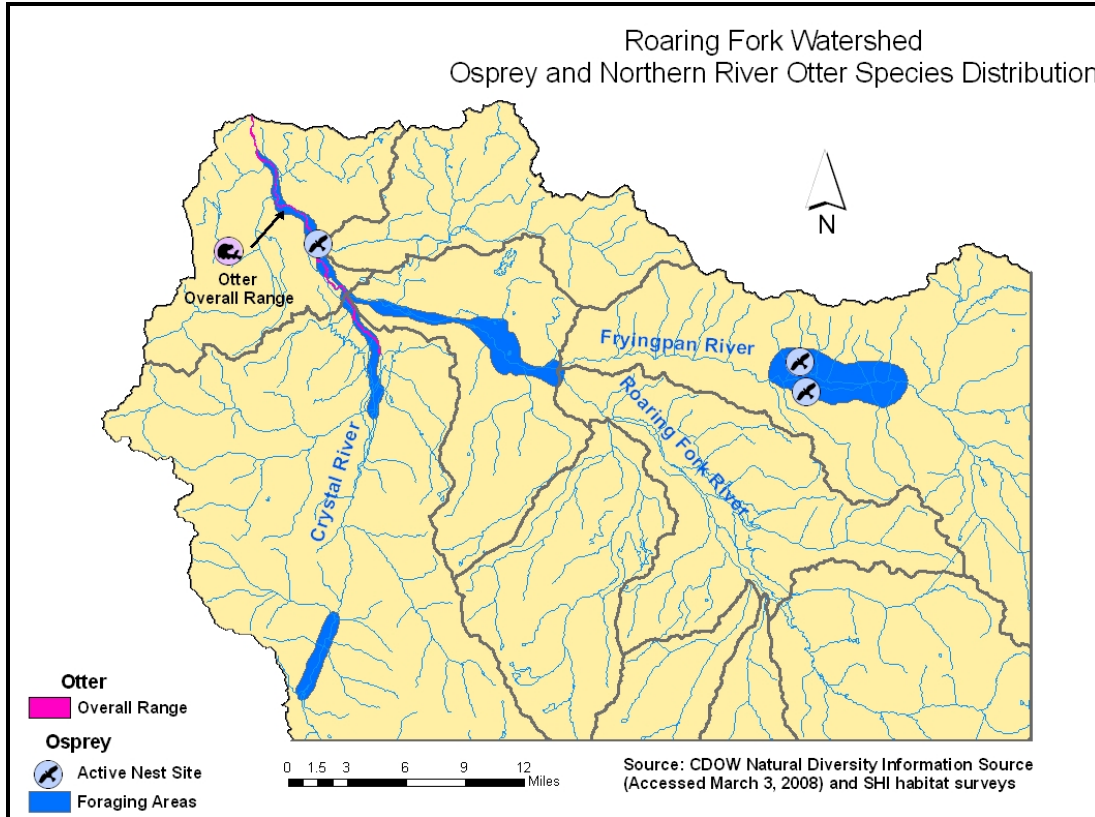 Roaring Fork Watershed
Osprey and Northern River Otter Species Distribution
N
Otter
Overall Range
Fryingpan River
Roaring Fork River
Crystal River
Otter
Overall Range
Osprey
Active Nest Site
Foraging Areas
0 1.5 3 6 9 12
Miles
Source: CDOW Natural Diversity Information Source
(Accessed March 3, 2008) and SHI habitat surveys